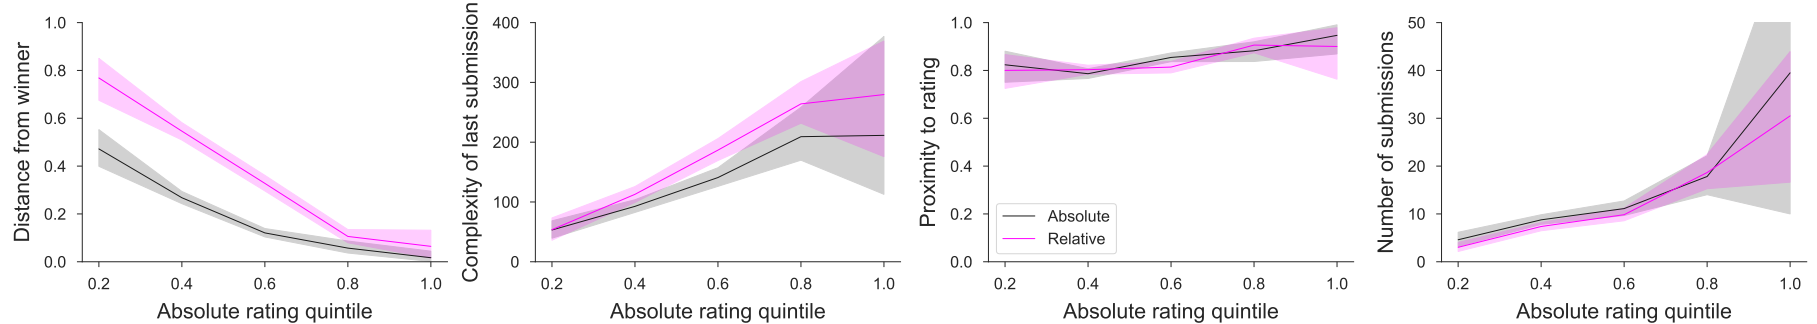 Distance from winner
1.0
0.8
0.6
0.4
0.2
0.0
0.2 0.4 0.6 0.8 1.0
Absolute rating quintile
Complexity of last submission
400
300
200
100
0
0.2 0.4 0.6 0.8 1.0
Absolute rating quintile
Proximity to rating
1.0
0.8
0.6
0.4
0.2
0.0
Absolute
Relative
0.2 0.4 0.6 0.8 1.0
Absolute rating quintile
Number of submissions
50
40
30
20
10
0
0.2 0.4 0.6 0.8 1.0
Absolute rating quintile